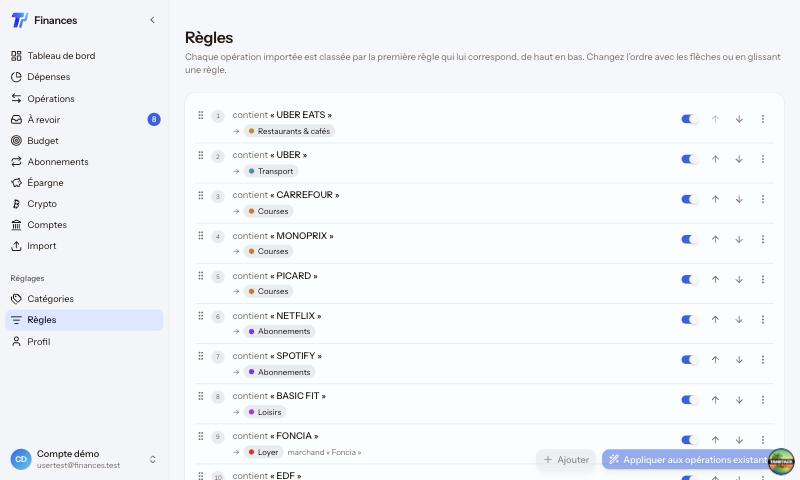 Finances
Tableau de bord
Dépenses
Opérations
À revoir 8
Budget
Abonnements
Épargne
Crypto
Comptes
Import
Réglages
Catégories
Règles
Profil
CD Compte démo
usertest@finances.test
Règles
Chaque opération importée est classée par la première règle qui lui correspond, de haut en bas. Changez l'ordre avec les flèches ou en glissant
une règle.
1 contient « UBER EATS »
→ Restaurants & cafés
2 contient « UBER »
→ Transport
3 contient « CARREFOUR »
→ Courses
4 contient « MONOPRIX »
→ Courses
5 contient « PICARD »
→ Courses
6 contient « NETFLIX »
→ Abonnements
7 contient « SPOTIFY »
→ Abonnements
8 contient « BASIC FIT »
→ Loisirs
9 contient « FONCIA »
→ Loyer marchand « Foncia »
10 contient « EDF »
Ajouter
Appliquer aux opérations existant